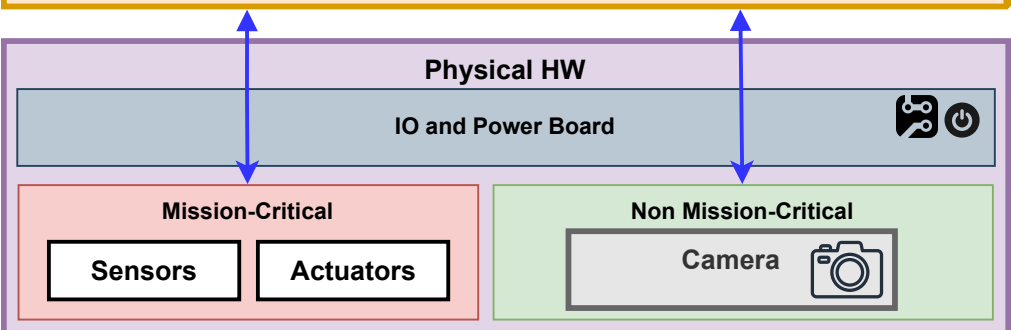 Physical HW
IO and Power Board
Mission-Critical
Non Mission-Critical
Sensors
Actuators
Camera